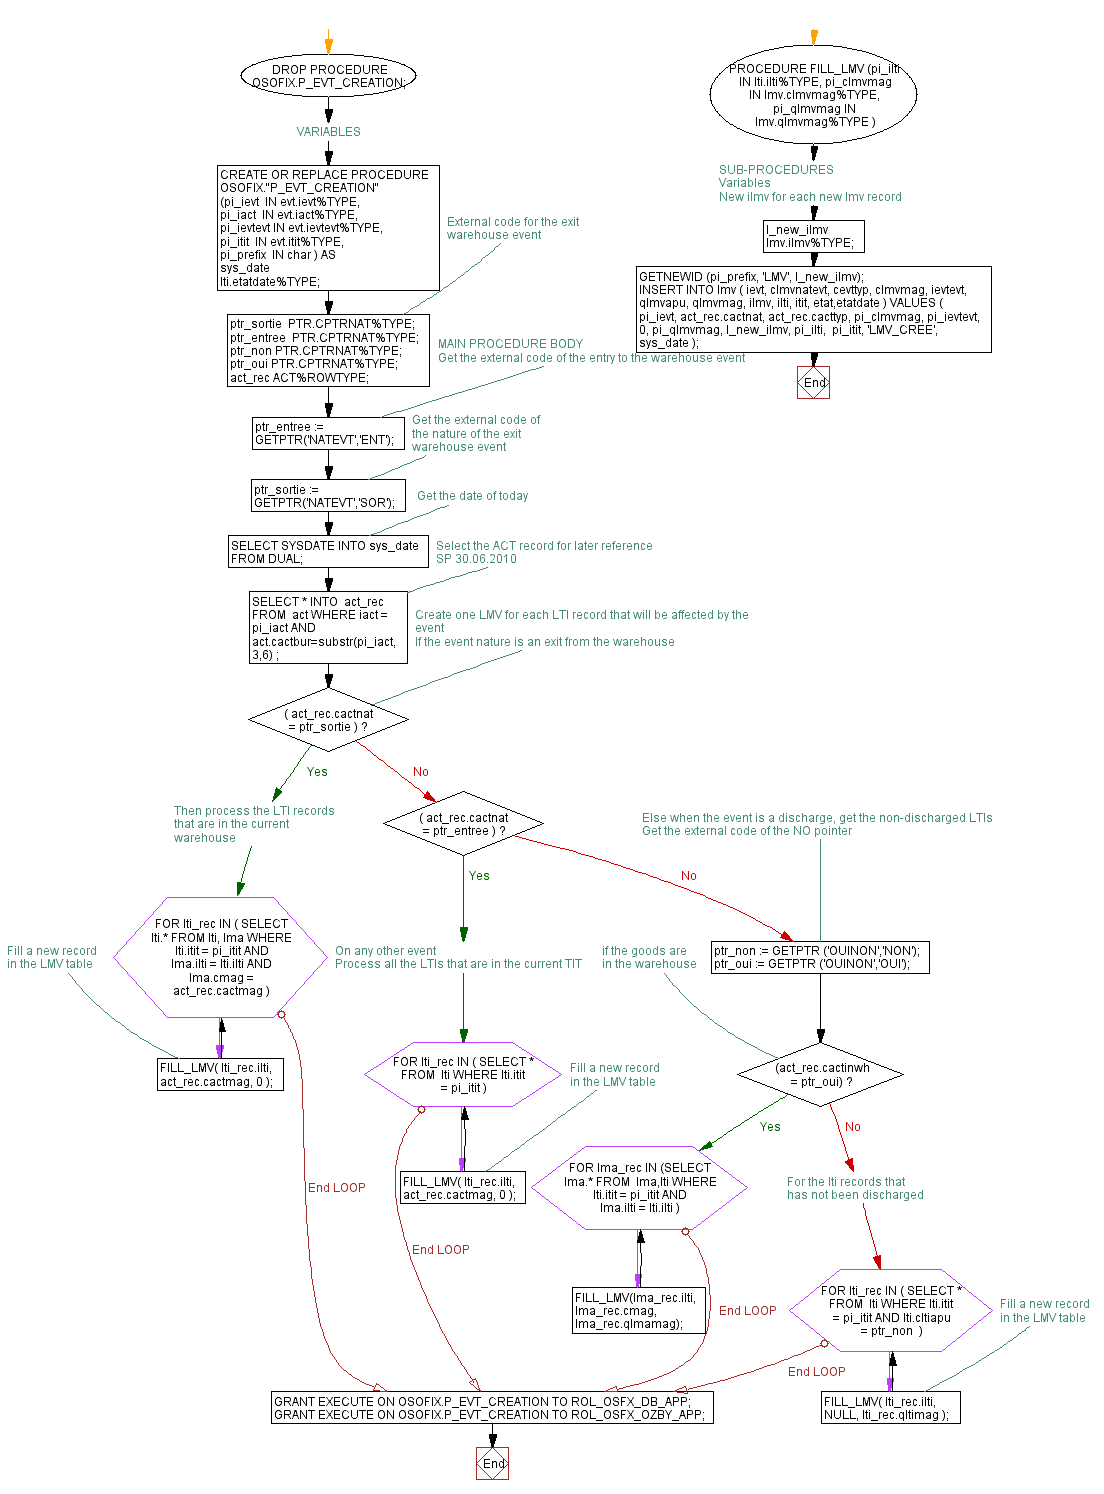 DROP PROCEDURE
OSOFIX.P_EVT_CREATION;
VARIABLES
CREATE OR REPLACE PROCEDURE
OSOFIX."P_EVT_CREATION"
(pi_ievt IN evt.ievt%TYPE,
pi_iact IN evt.iact%TYPE,
pi_ievtevt IN evt.ievtevt%TYPE,
pi_itit IN evt.itit%TYPE,
pi_prefix IN char ) AS
sys_date
lti.etatdate%TYPE;
External code for the exit
warehouse event
ptr_sortie PTR.CPTRNAT%TYPE;
ptr_entree PTR.CPTRNAT%TYPE;
ptr_non PTR.CPTRNAT%TYPE;
ptr_oui PTR.CPTRNAT%TYPE;
act_rec ACT%ROWTYPE;
MAIN PROCEDURE BODY
Get the external code of the entry to the warehouse event
ptr_entree :=
GETPTR('NATEVT','ENT');
Get the external code of
the nature of the exit
warehouse event
ptr_sortie :=
GETPTR('NATEVT','SOR');
Get the date of today
SELECT SYSDATE INTO sys_date
FROM DUAL;
Select the ACT record for later reference
SP 30.06.2010
SELECT * INTO act_rec
FROM act WHERE iact =
pi_iact AND
act.cactbur=substr(pi_iact,
3,6) ;
Create one LMV for each LTI record that will be affected by the
event
If the event nature is an exit from the warehouse
( act_rec.cactnat
= ptr_sortie ) ?
Yes
No
Then process the LTI records
that are in the current
warehouse
FOR lti_rec IN ( SELECT
lti.* FROM lti, lma WHERE
lti.itit = pi_itit AND
lma.ilti = lti.ilti AND
lma.cmag =
act_rec.cactmag )
Fill a new record
in the LMV table
FILL_LMV( lti_rec.ilti,
act_rec.cactmag, 0 );
End LOOP
( act_rec.cactnat
= ptr_entree ) ?
Yes
No
On any other event
Process all the LTIs that are in the current TIT
FOR lti_rec IN ( SELECT *
FROM lti WHERE lti.itit
= pi_itit )
Fill a new record
in the LMV table
FILL_LMV( lti_rec.ilti,
act_rec.cactmag, 0 );
End LOOP
Else when the event is a discharge, get the non-discharged LTIs
Get the external code of the NO pointer
ptr_non := GETPTR ('OUINON','NON');
ptr_oui := GETPTR ('OUINON','OUI');
if the goods are
in the warehouse
(act_rec.cactinwh
= ptr_oui) ?
Yes
No
FOR lma_rec IN (SELECT
lma.* FROM lma,lti WHERE
lti.itit = pi_itit AND
lma.ilti = lti.ilti )
FILL_LMV(lma_rec.ilti,
lma_rec.cmag,
lma_rec.qlmamag);
End LOOP
For the lti records that
has not been discharged
FOR lti_rec IN ( SELECT *
FROM lti WHERE lti.itit
= pi_itit AND lti.cltiapu
= ptr_non )
Fill a new record
in the LMV table
FILL_LMV( lti_rec.ilti,
NULL, lti_rec.qltimag );
End LOOP
GRANT EXECUTE ON OSOFIX.P_EVT_CREATION TO ROL_OSFX_DB_APP;
GRANT EXECUTE ON OSOFIX.P_EVT_CREATION TO ROL_OSFX_OZBY_APP;
End
PROCEDURE FILL_LMV (pi_ilti
IN lti.ilti%TYPE, pi_clmvmag
IN lmv.clmvmag%TYPE,
pi_qlmvmag IN
lmv.qlmvmag%TYPE )
SUB-PROCEDURES
Variables
New ilmv for each new lmv record
l_new_ilmv
lmv.ilmv%TYPE;
GETNEWID (pi_prefix, 'LMV', l_new_ilmv);
INSERT INTO lmv ( ievt, clmvnatevt, cevttyp, clmvmag, ievtevt,
qlmvapu, qlmvmag, ilmv, ilti, itit, etat,etatdate ) VALUES (
pi_ievt, act_rec.cactnat, act_rec.cacttyp, pi_clmvmag, pi_ievtevt,
0, pi_qlmvmag, l_new_ilmv, pi_ilti, pi_itit, 'LMV_CREE',
sys_date );
End